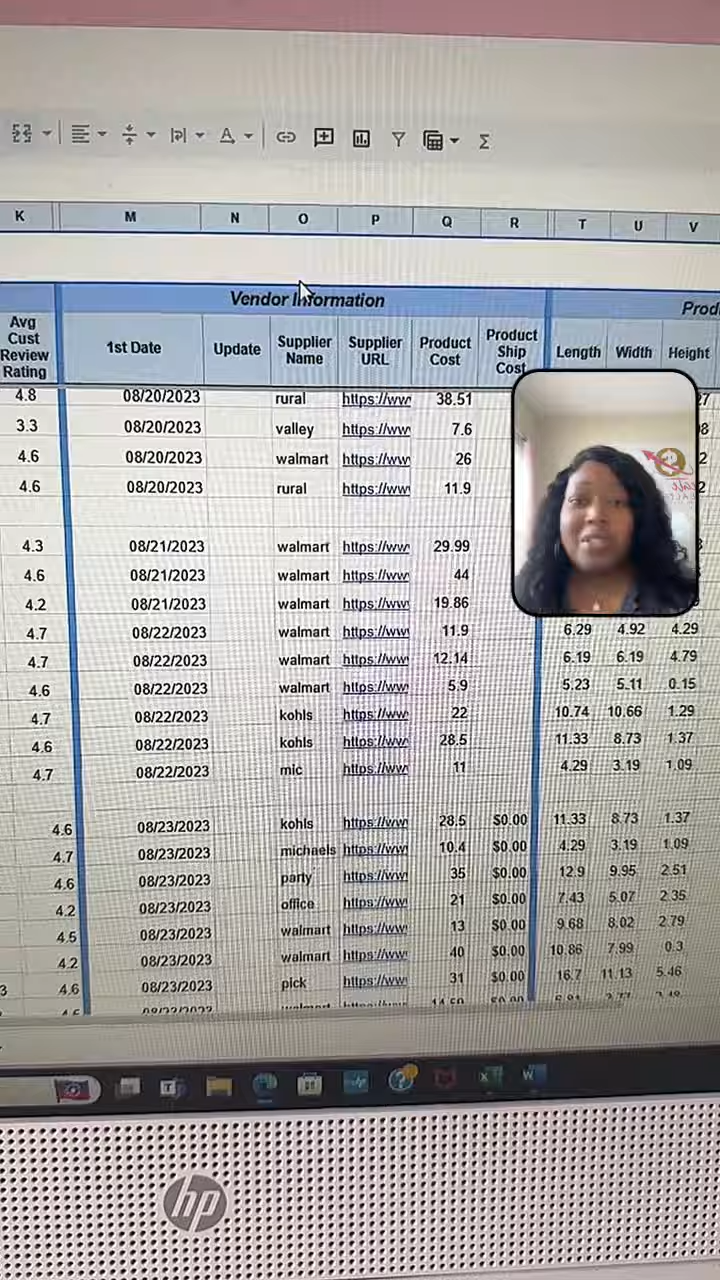 K M N O P Q R T U V
Vendor Information
Avg Cust Review Rating 1st Date Update Supplier Name Supplier URL Product Cost Product Ship Cost Length Width Height
4.8 08/20/2023 rural https://ww 38.51
3.3 08/20/2023 valley https://ww 7.6
4.6 08/20/2023 walmart https://ww 26
4.6 08/20/2023 rural https://ww 11.9
4.3 08/21/2023 walmart https://ww 29.99
4.6 08/21/2023 walmart https://ww 44
4.2 08/21/2023 walmart https://ww 19.86
4.7 08/22/2023 walmart https://ww 11.9 6.29 4.92 4.29
4.7 08/22/2023 walmart https://ww 12.14 6.19 6.19 4.79
4.6 08/22/2023 walmart https://ww 5.9 5.23 5.11 0.15
4.7 08/22/2023 kohls https://ww 22 10.74 10.66 1.29
4.6 08/22/2023 kohls https://ww 28.5 11.33 8.73 1.37
4.7 08/22/2023 mic https://ww 11 4.29 3.19 1.09
4.6 08/23/2023 kohls https://ww 28.5 $0.00 11.33 8.73 1.37
4.7 08/23/2023 michaels https://ww 10.4 $0.00 4.29 3.19 1.09
4.6 08/23/2023 party https://ww 35 $0.00 12.9 9.95 2.51
4.2 08/23/2023 office https://ww 21 $0.00 7.43 5.07 2.35
4.5 08/23/2023 walmart https://ww 13 $0.00 9.68 8.02 2.79
4.2 08/23/2023 walmart https://ww 40 $0.00 10.86 7.99 0.3
3 4.6 08/23/2023 pick https://ww 31 $0.00 16.7 11.13 5.46
hp